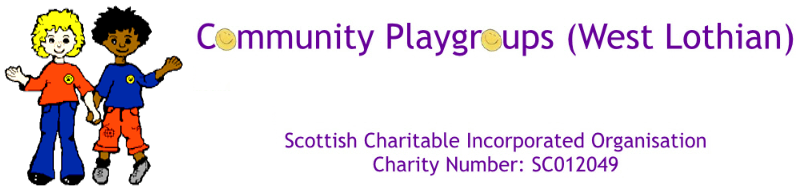 Community Playgroups (West Lothian)
Scottish Charitable Incorporated Organisation
Charity Number: SC012049